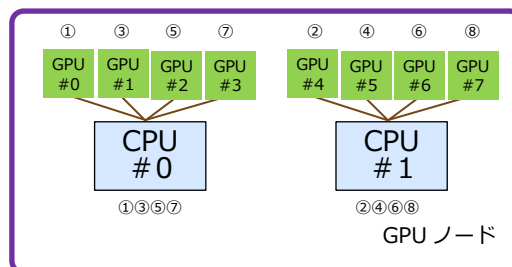 ① ③ ⑤ ⑦ ② ④ ⑥ ⑧
GPU #0
GPU #1
GPU #2
GPU #3
GPU #4
GPU #5
GPU #6
GPU #7
CPU
#0
CPU
#1
①③⑤⑦
②④⑥⑧
GPU ノード